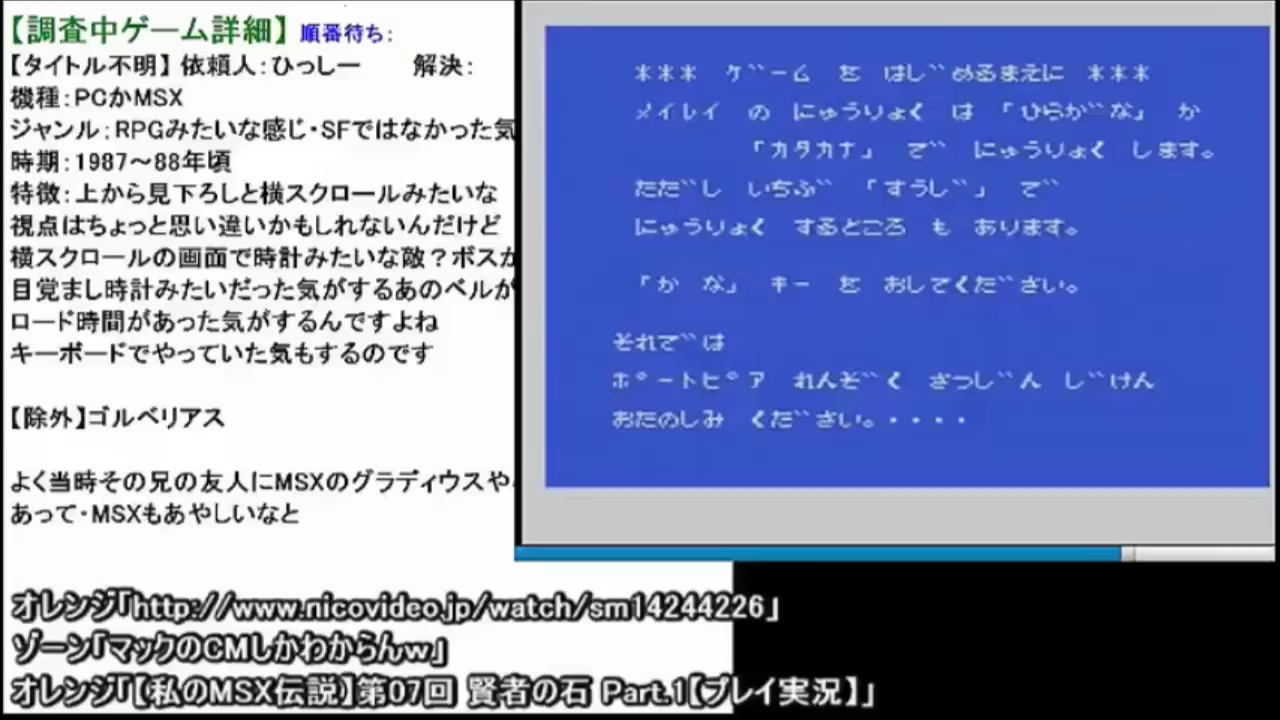 【調査中ゲーム詳細】 順番待ち:
【タイトル不明】 依頼人:ひっしー 解決:
機種:PCかMSX
ジャンル:RPGみたいな感じ・SFではなかった気
時期:1987〜88年頃
特徴:上から見下ろしと横スクロールみたいな
視点はちょっと思い違いかもしれないんだけど
横スクロールの画面で時計みたいな敵?ボスか
目覚まし時計みたいだった気がするあのベルが
ロード時間があった気がするんですよね
キーボードでやっていた気もするのです
【除外】ゴルベリアス
よく当時その兄の友人にMSXのグラディウスや
あって・MSXもあやしいなと
*** ゲーム を はじめるまえに ***
メイレイ の にゅうりょく は 「ひらがな」 か
「カタカナ」 で にゅうりょく します。
ただし いちぶ 「すうじ」 で
にゅうりょく するところ も あります。
「か な」 キー を おしてください。
それでは
ポートピア れんぞく さつじん じけん
おたのしみ ください。・・・・
オレンジ「http://www.nicovideo.jp/watch/sm14244226」
ゾーン「マックのCMしかわからんw」
オレンジ「【私のMSX伝説】第07回 賢者の石 Part.1【プレイ実況】」